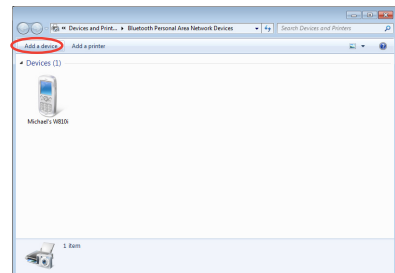 « Devices and Print... ▸ Bluetooth Personal Area Network Devices
Search Devices and Printers
Add a device Add a printer
Devices (1)
Michael's W810i
1 item